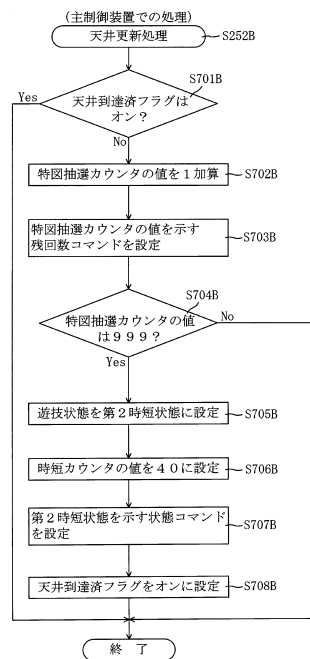 (主制御装置での処理)
天井更新処理
S252B
S701B
Yes
天井到達済フラグは
オン？
No
特図抽選カウンタの値を１加算
S702B
特図抽選カウンタの値を示す
残回数コマンドを設定
S703B
S704B
特図抽選カウンタの値
は９９９？
No
Yes
遊技状態を第２時短状態に設定
S705B
時短カウンタの値を４０に設定
S706B
第２時短状態を示す状態コマンド
を設定
S707B
天井到達済フラグをオンに設定
S708B
終　了